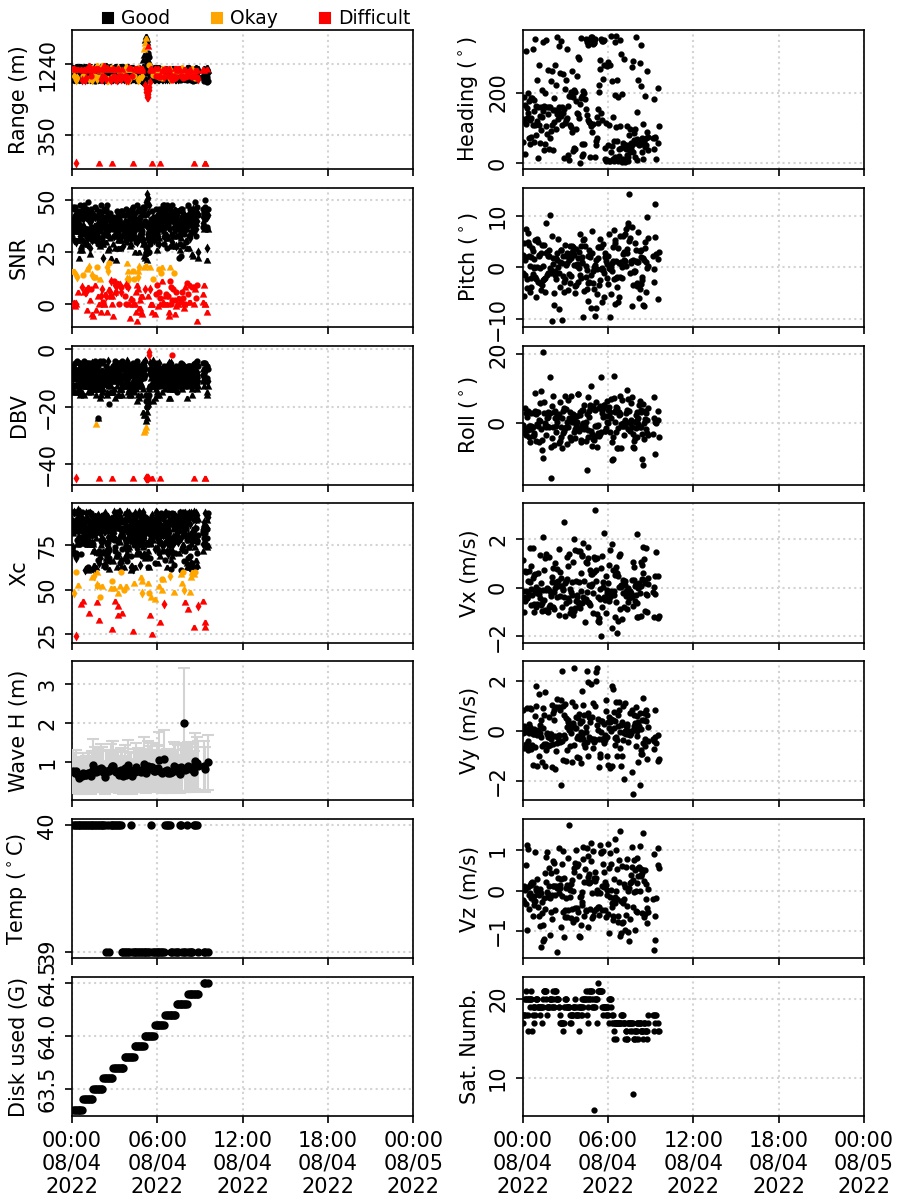 Good Okay Difficult
Range (m)
1240
350
Heading (°)
200
0
SNR
50
25
0
Pitch (°)
10
0
−10
DBV
0
−20
−40
Roll (°)
20
0
Xc
75
50
25
Vx (m/s)
2
0
−2
Wave H (m)
3
2
1
Vy (m/s)
2
0
−2
Temp (°C)
40
39
Vz (m/s)
1
0
−1
Disk used (G)
64.5
64.0
63.5
Sat. Numb.
20
10
00:00 06:00 12:00 18:00 00:00
08/04 08/04 08/04 08/04 08/05
2022 2022 2022 2022 2022
00:00 06:00 12:00 18:00 00:00
08/04 08/04 08/04 08/04 08/05
2022 2022 2022 2022 2022